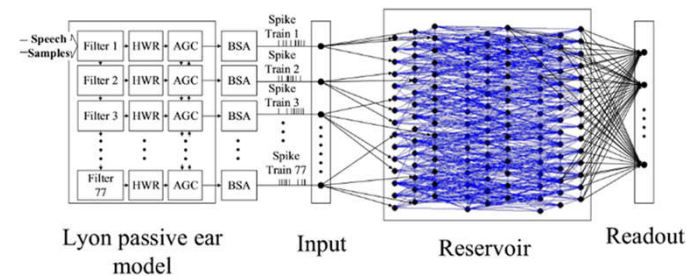 Speech
Samples
Filter 1 HWR AGC BSA
Spike
Train 1
Filter 2 HWR AGC BSA
Spike
Train 2
Filter 3 HWR AGC BSA
Spike
Train 3
Filter
77 HWR AGC BSA
Spike
Train 77
Lyon passive ear
model
Input
Reservoir
Readout